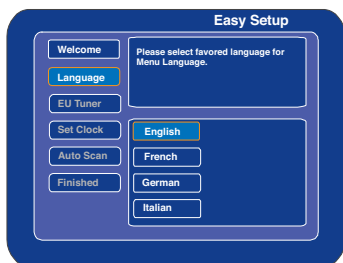 Easy Setup
Welcome
Language
EU Tuner
Set Clock
Auto Scan
Finished
Please select favored language for
Menu Language.
English
French
German
Italian